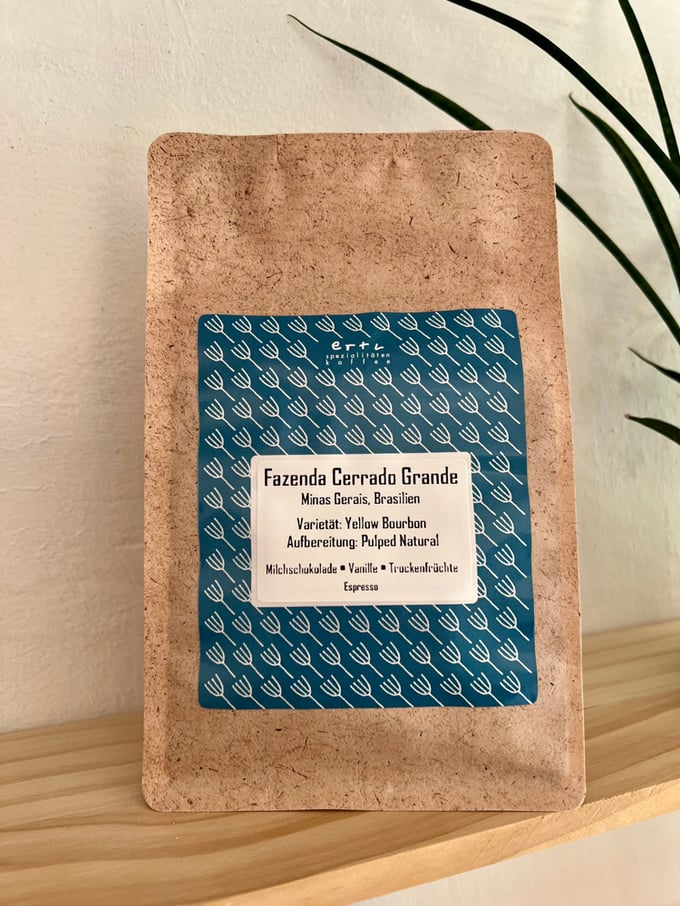 ertl
spezialitäten
kaffee
Fazenda Cerrado Grande
Minas Gerais, Brasilien
Varietät: Yellow Bourbon
Aufbereitung: Pulped Natural
Milchschokolade ▪ Vanille ▪ Trockenfrüchte
Espresso